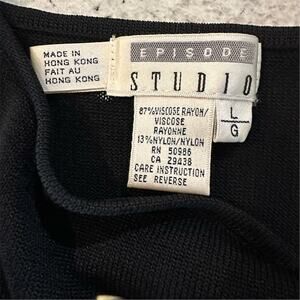 MADE IN
HONG KONG
FAIT AU
HONG KONG
EPISODE
STUDIO
L
G
87%VISCOSE RAYON/
VISCOSE
RAYONNE
13%NYLON/NYLON
RN 50986
CA 29438
CARE INSTRUCTION
SEE REVERSE